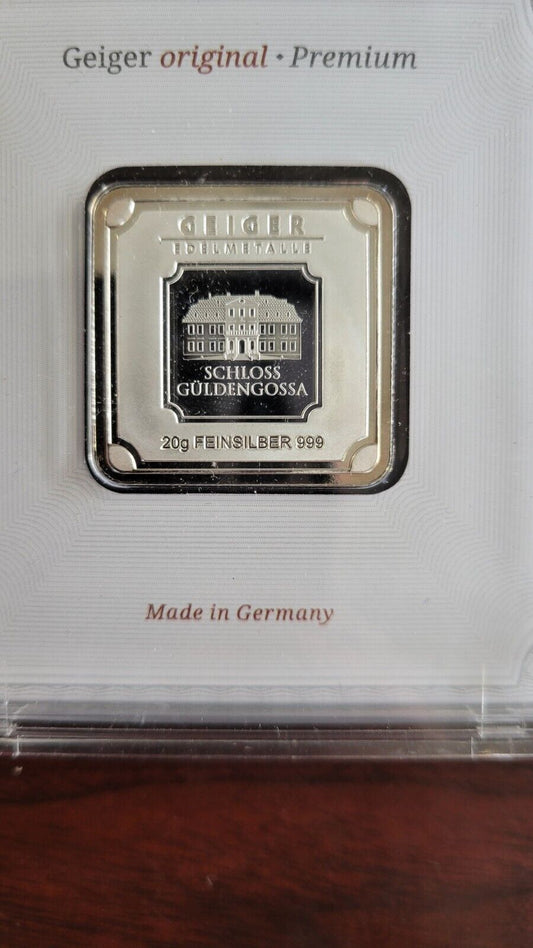 Geiger original · Premium
GEIGER
EDELMETALLE
SCHLOSS
GÜLDENGOSSA
20g FEINSILBER 999
Made in Germany